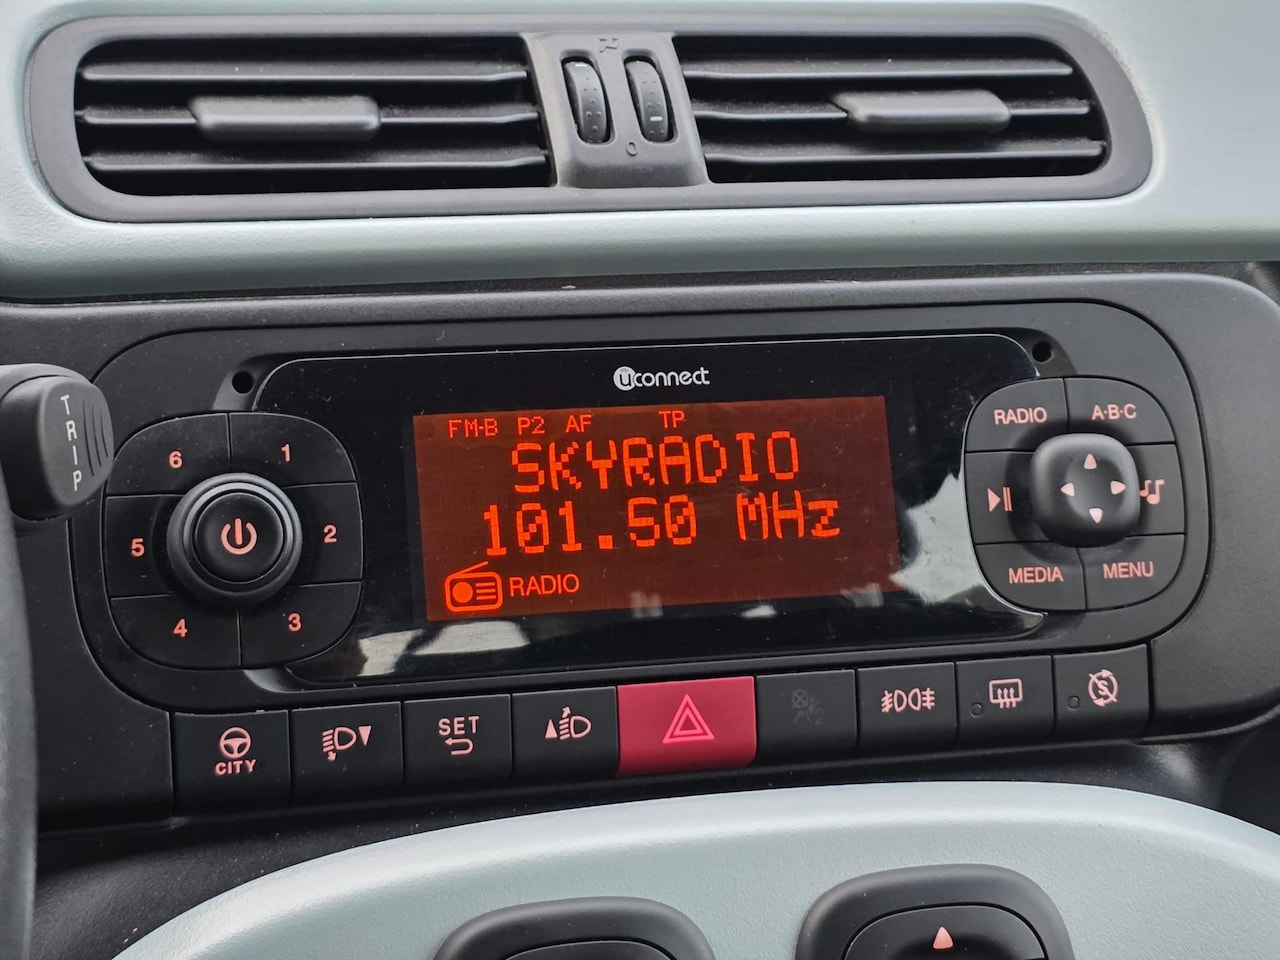 uconnect
FM-B P2 AF TP
SKYRADIO
101.50 MHz
RADIO
TRIP
6 1
5 2
4 3
RADIO A·B·C
MEDIA MENU
CITY
SET
0